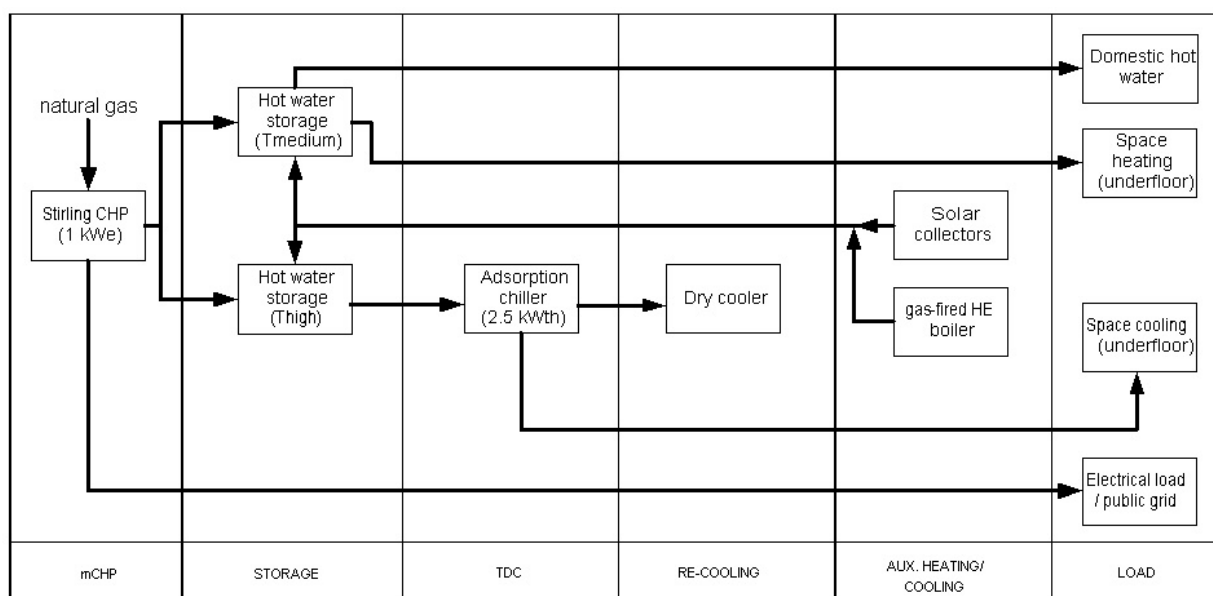 natural gas
Stirling CHP
(1 kWe)
Hot water
storage
(Tmedium)
Hot water
storage
(Thigh)
Adsorption
chiller
(2.5 kWth)
Dry cooler
Solar
collectors
gas-fired HE
boiler
Domestic hot
water
Space
heating
(underfloor)
Space cooling
(underfloor)
Electrical load
/ public grid
mCHP
STORAGE
TDC
RE-COOLING
AUX. HEATING/
COOLING
LOAD